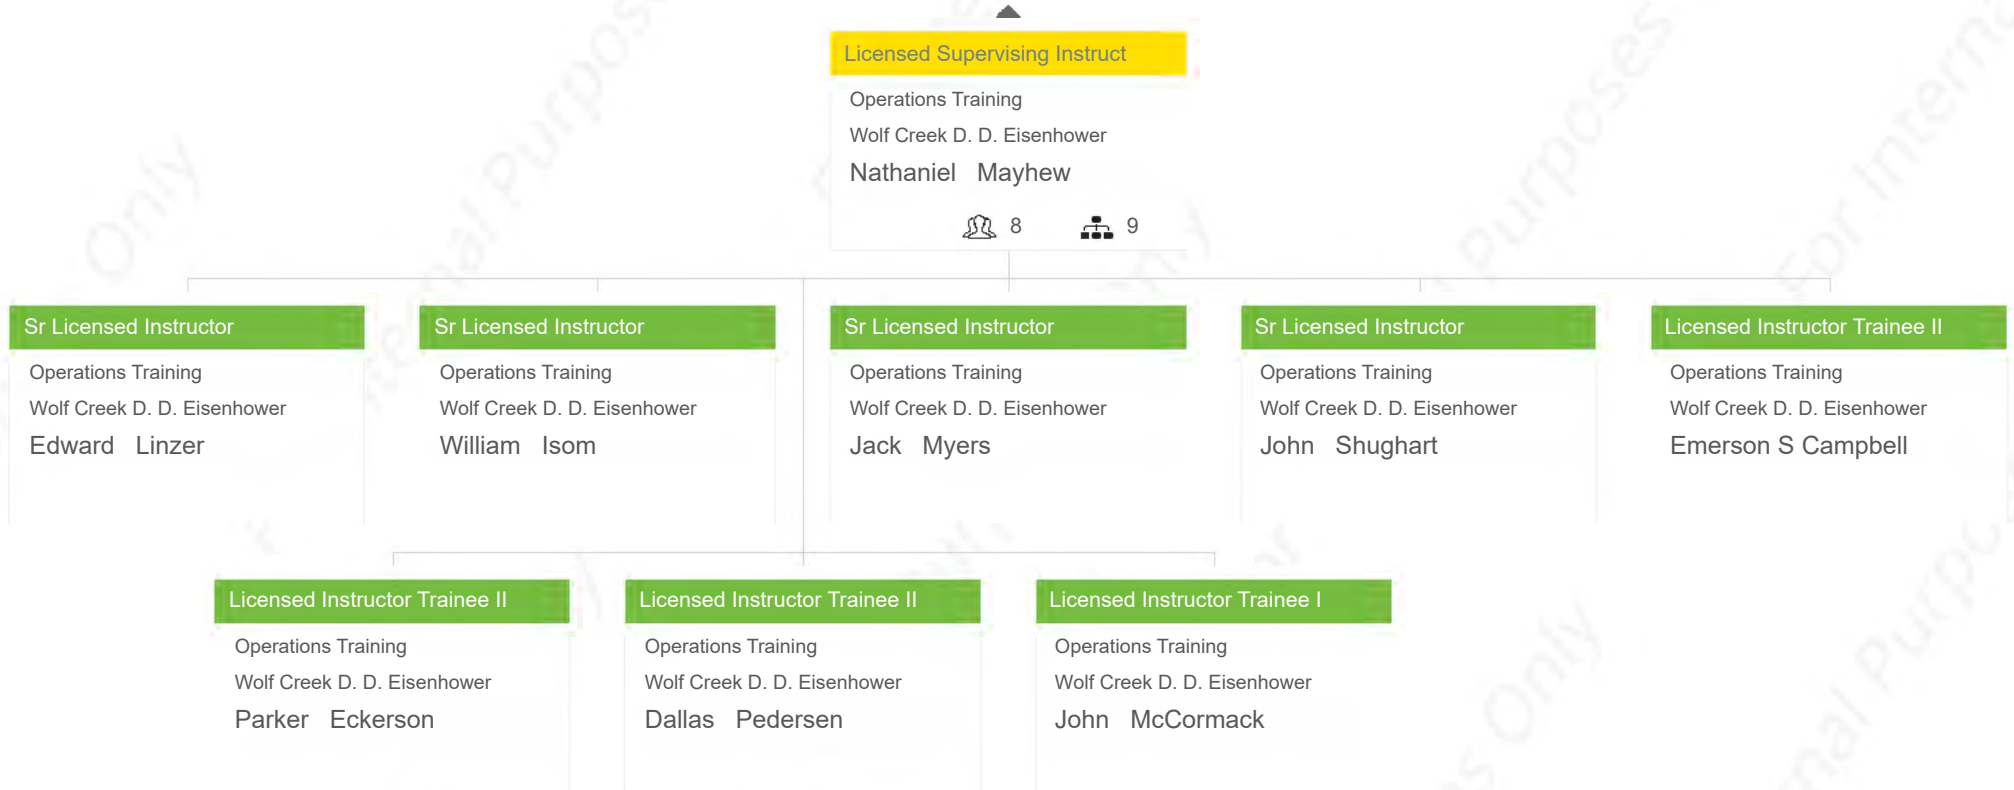 Licensed Supervising Instruct
Operations Training
Wolf Creek D. D. Eisenhower
Nathaniel Mayhew
8 9
Sr Licensed Instructor
Operations Training
Wolf Creek D. D. Eisenhower
Edward Linzer
Sr Licensed Instructor
Operations Training
Wolf Creek D. D. Eisenhower
William Isom
Sr Licensed Instructor
Operations Training
Wolf Creek D. D. Eisenhower
Jack Myers
Sr Licensed Instructor
Operations Training
Wolf Creek D. D. Eisenhower
John Shughart
Licensed Instructor Trainee II
Operations Training
Wolf Creek D. D. Eisenhower
Emerson S Campbell
Licensed Instructor Trainee II
Operations Training
Wolf Creek D. D. Eisenhower
Parker Eckerson
Licensed Instructor Trainee II
Operations Training
Wolf Creek D. D. Eisenhower
Dallas Pedersen
Licensed Instructor Trainee I
Operations Training
Wolf Creek D. D. Eisenhower
John McCormack